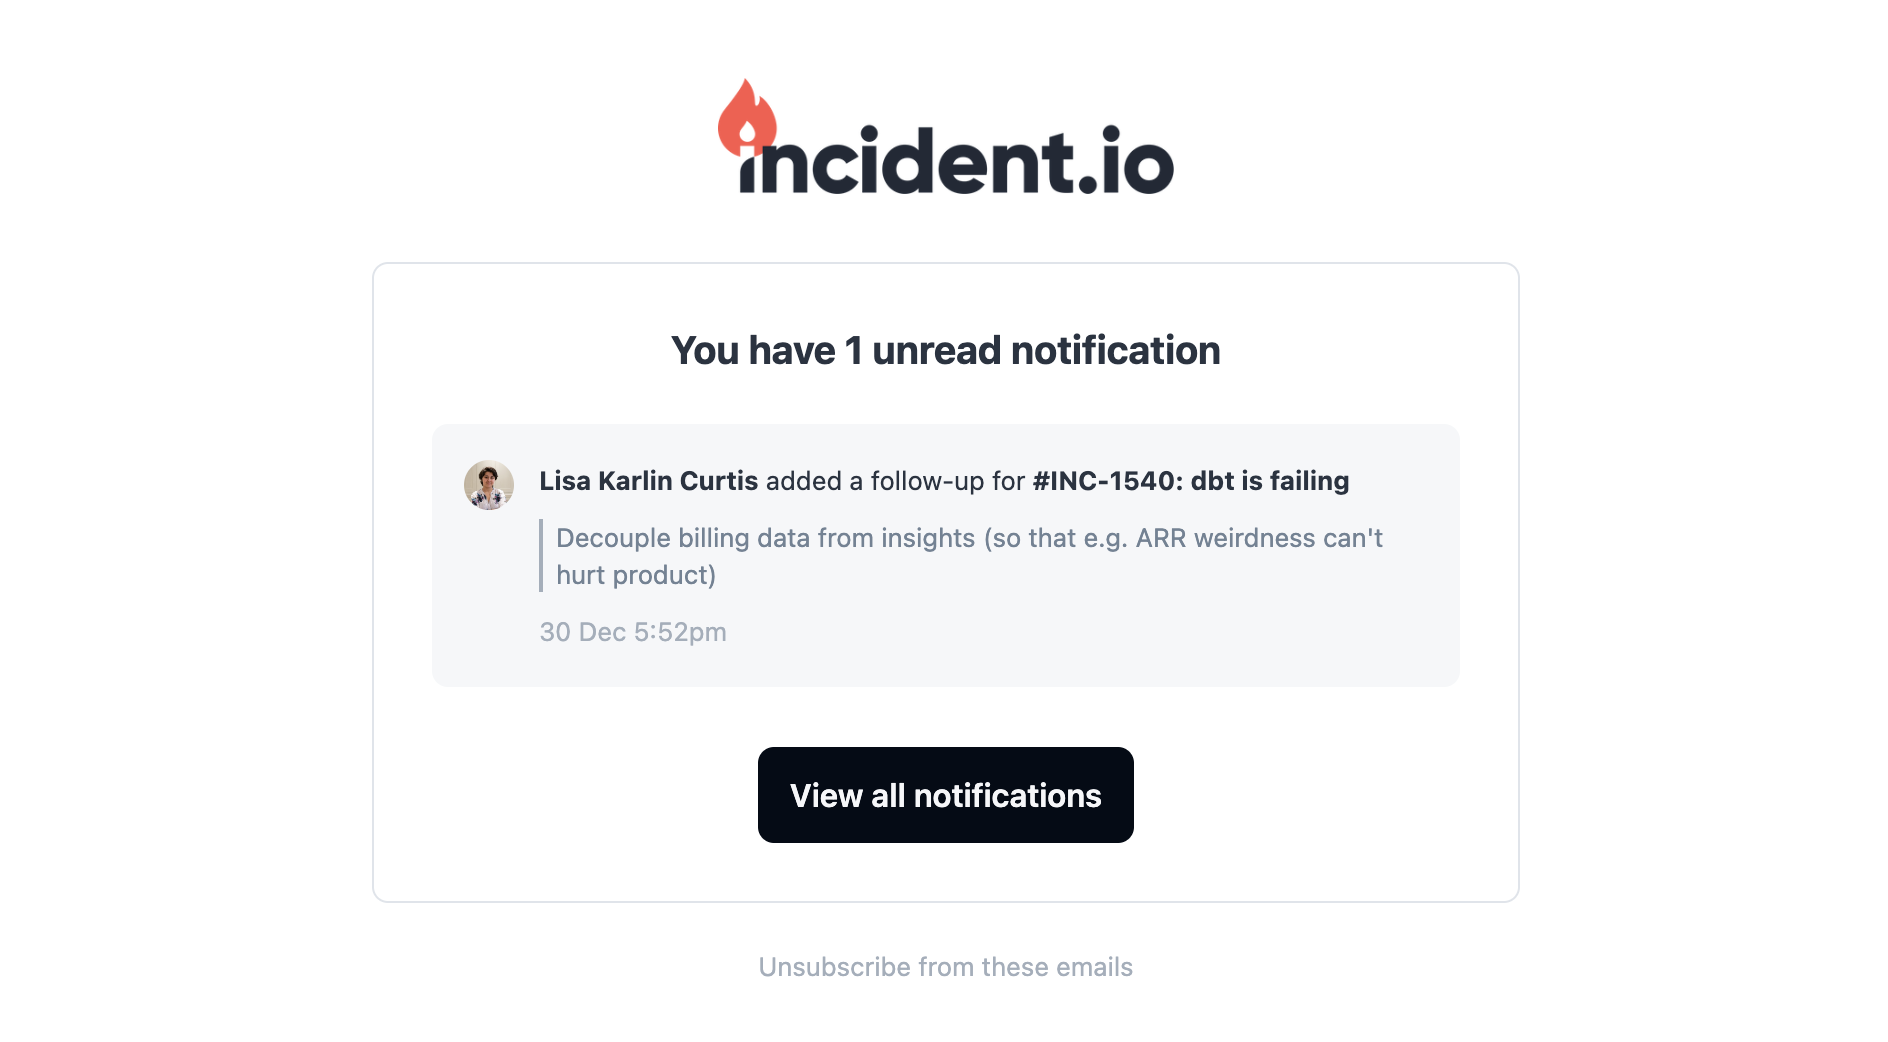 incident.io
You have 1 unread notification
Lisa Karlin Curtis added a follow-up for #INC-1540: dbt is failing
Decouple billing data from insights (so that e.g. ARR weirdness can't
hurt product)
30 Dec 5:52pm
View all notifications
Unsubscribe from these emails